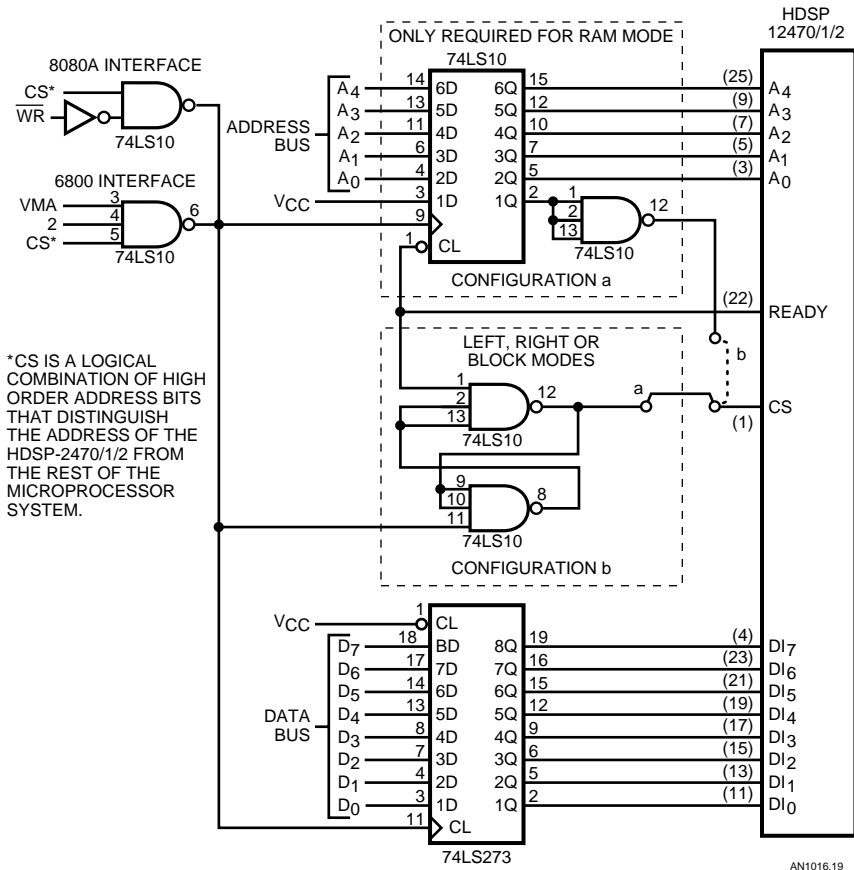 HDSP
12470/1/2
ONLY REQUIRED FOR RAM MODE
74LS10
8080A INTERFACE
CS*
WR
74LS10
ADDRESS
BUS
A4 14 6D 6Q 15 (25) A4
A3 13 5D 5Q 12 (9) A3
A2 11 4D 4Q 10 (7) A2
A1 6 3D 3Q 7 (5) A1
A0 4 2D 2Q 5 (3) A0
VCC 3 1D 1Q 2
9
1 CL
1
2
13
12
74LS10
CONFIGURATION a
6800 INTERFACE
VMA 3
2 4
CS* 5
6
74LS10
(22) READY
LEFT, RIGHT OR
BLOCK MODES
1
2
13
12
74LS10
a
b
CS
(1)
9
10
11
8
74LS10
CONFIGURATION b
*CS IS A LOGICAL
COMBINATION OF HIGH
ORDER ADDRESS BITS
THAT DISTINGUISH
THE ADDRESS OF THE
HDSP-2470/1/2 FROM
THE REST OF THE
MICROPROCESSOR
SYSTEM.
VCC 1 CL
DATA
BUS
D7 18 BD 8Q 19 (4) DI7
D6 17 7D 7Q 16 (23) DI6
D5 14 6D 6Q 15 (21) DI5
D4 13 5D 5Q 12 (19) DI4
D3 8 4D 4Q 9 (17) DI3
D2 7 3D 3Q 6 (15) DI2
D1 4 2D 2Q 5 (13) DI1
D0 3 1D 1Q 2 (11) DI0
11 CL
74LS273
AN1016,19